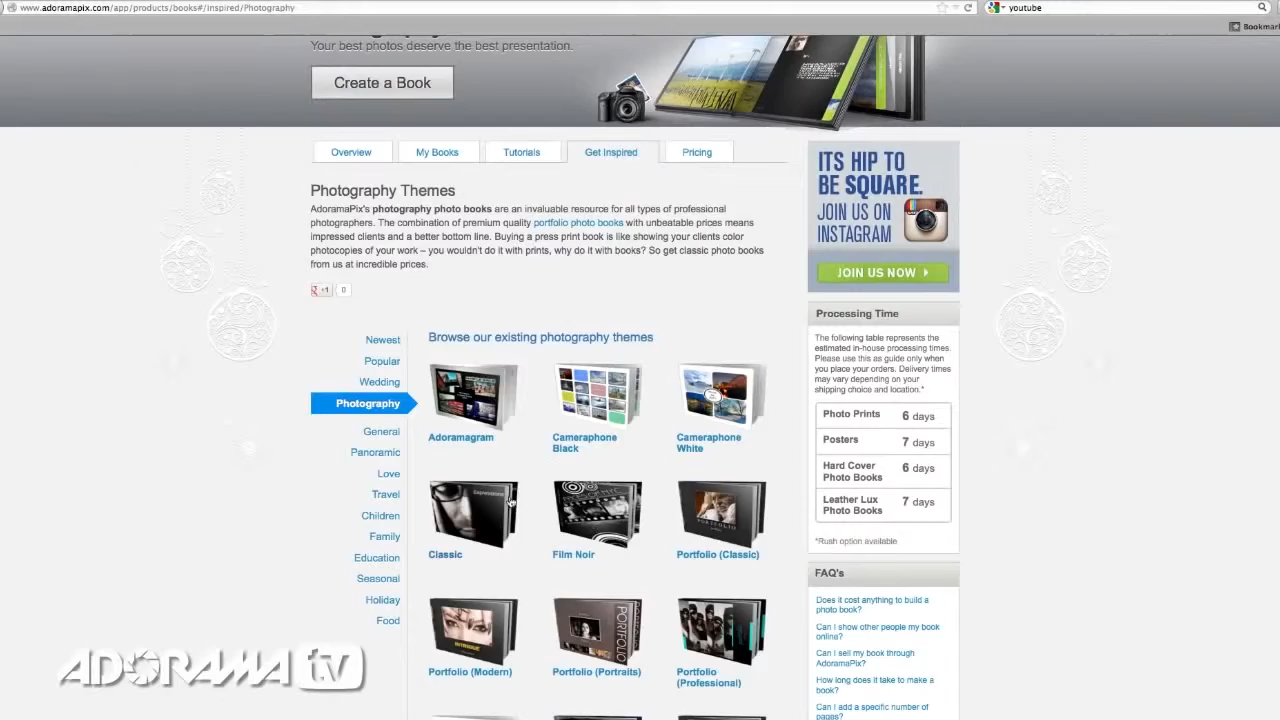 www.adoramapix.com/app/products/books#/inspired/Photography
youtube
Bookmark
Your best photos deserve the best presentation.
Create a Book
Overview
My Books
Tutorials
Get Inspired
Pricing
Photography Themes
AdoramaPix's photography photo books are an invaluable resource for all types of professional
photographers. The combination of premium quality portfolio photo books with unbeatable prices means
impressed clients and a better bottom line. Buying a press print book is like showing your clients color
photocopies of your work – you wouldn't do it with prints, why do it with books? So get classic photo books
from us at incredible prices.
+1
0
Newest
Popular
Wedding
Photography
General
Panoramic
Love
Travel
Children
Family
Education
Seasonal
Holiday
Food
Browse our existing photography themes
Adoramagram
Cameraphone
Black
Cameraphone
White
Expressions
Classic
Film Noir
PORTFOLIO
Portfolio (Classic)
INTRIGUE
Portfolio (Modern)
PORTFOLIO
Portfolio (Portraits)
Portfolio
(Professional)
ITS HIP TO
BE SQUARE.
JOIN US ON
INSTAGRAM
JOIN US NOW
Processing Time
The following table represents the
estimated in-house processing times.
Please use this as guide only when
you place your orders. Delivery times
may vary depending on your
shipping choice and location.*
Photo Prints 6 days
Posters 7 days
Hard Cover
Photo Books 6 days
Leather Lux
Photo Books 7 days
*Rush option available
FAQ's
Does it cost anything to build a
photo book?
Can I show other people my book
online?
Can I sell my book through
AdoramaPix?
How long does it take to make a
book?
Can I add a specific number of
pages?
ADORAMA tv